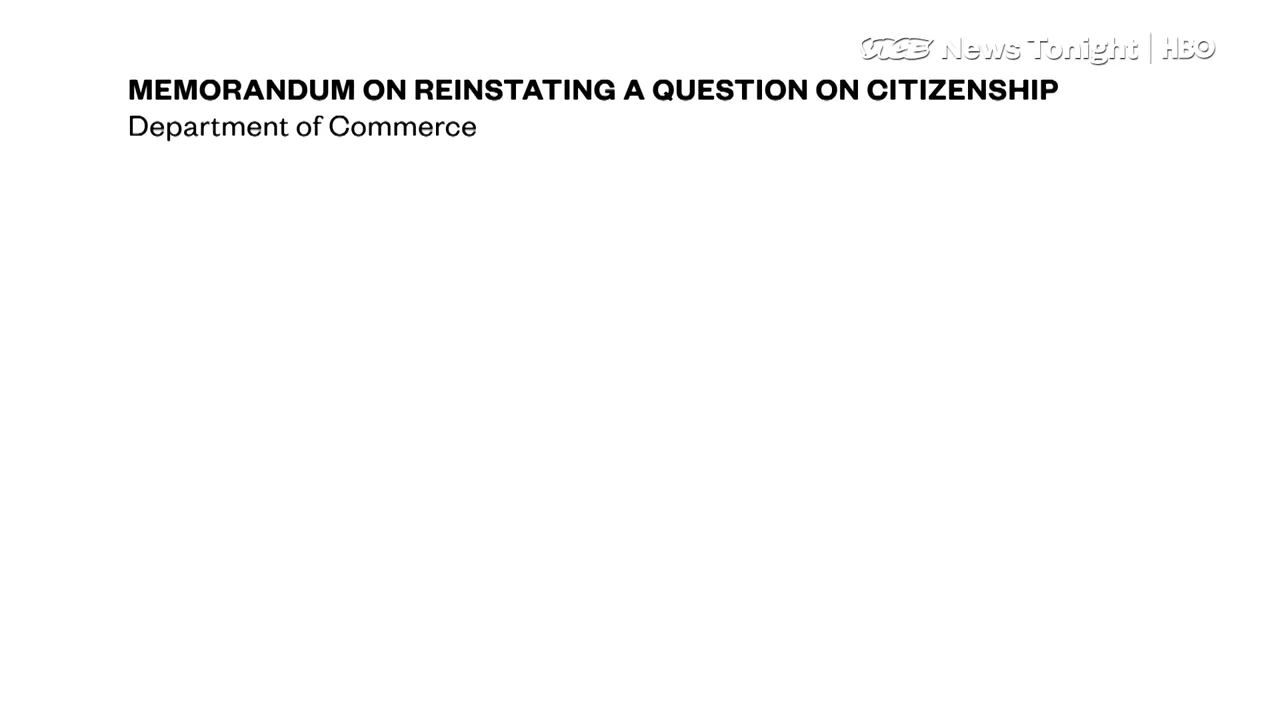 VICE News Tonight | HBO
MEMORANDUM ON REINSTATING A QUESTION ON CITIZENSHIP
Department of Commerce